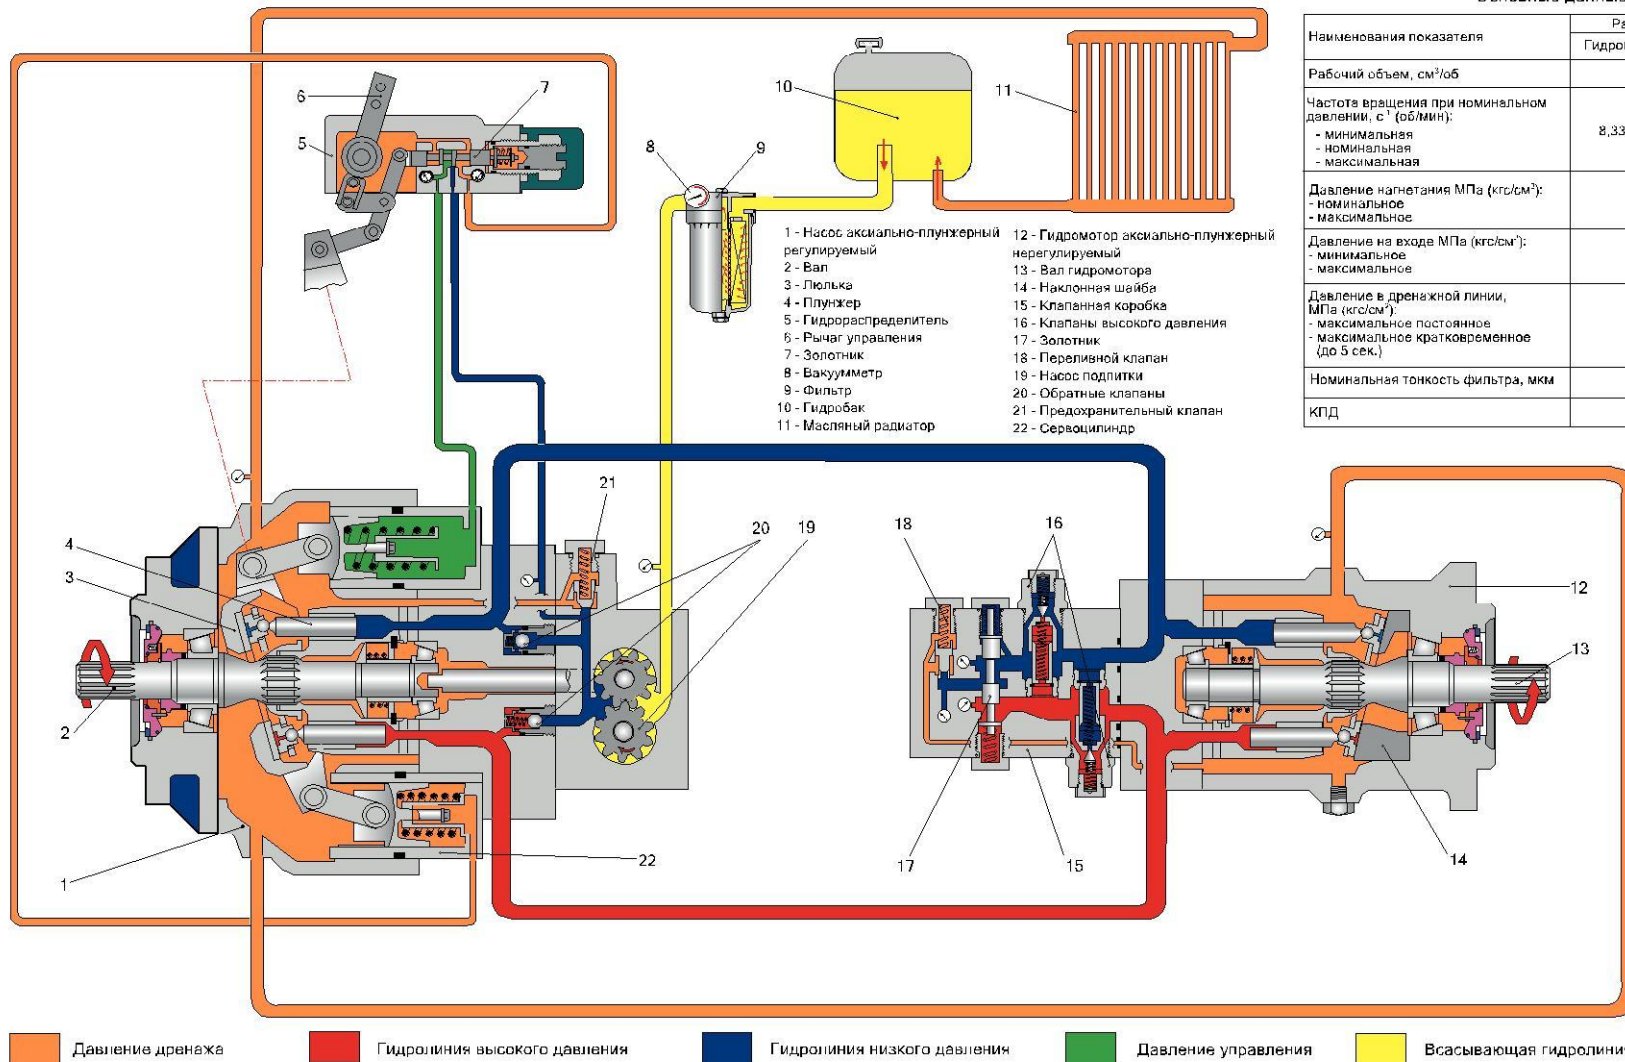 Наименования показателя
Рабочий объем, см³/об
Частота вращения при номинальном
давлении, с⁻¹ (об/мин):
- минимальная
- номинальная
- максимальная
8,33
Давление нагнетания МПа (кгс/см²):
- номинальное
- максимальное
Давление на входе МПа (кгс/см²):
- минимальное
- максимальное
Давление в дренажной линии,
МПа (кгс/см²):
- максимальное постоянное
- максимальное кратковременное
(до 5 сек.)
Номинальная тонкость фильтра, мкм
КПД
6
7
5
8
9
10
11
1 - Насос аксиально-плунжерный
регулируемый
2 - Вал
3 - Люлька
4 - Плунжер
5 - Гидрораспределитель
6 - Рычаг управления
7 - Золотник
8 - Вакуумметр
9 - Фильтр
10 - Гидробак
11 - Масляный радиатор
12 - Гидромотор аксиально-плунжерный
нерегулируемый
13 - Вал гидромотора
14 - Наклонная шайба
15 - Клапанная коробка
16 - Клапаны высокого давления
17 - Золотник
18 - Переливной клапан
19 - Насос подпитки
20 - Обратные клапаны
21 - Предохранительный клапан
22 - Сервоцилиндр
4
3
2
1
21
20
19
22
18
16
17
15
12
13
14
Давление дренажа
Гидролиния высокого давления
Гидролиния низкого давления
Давление управления
Всасывающая